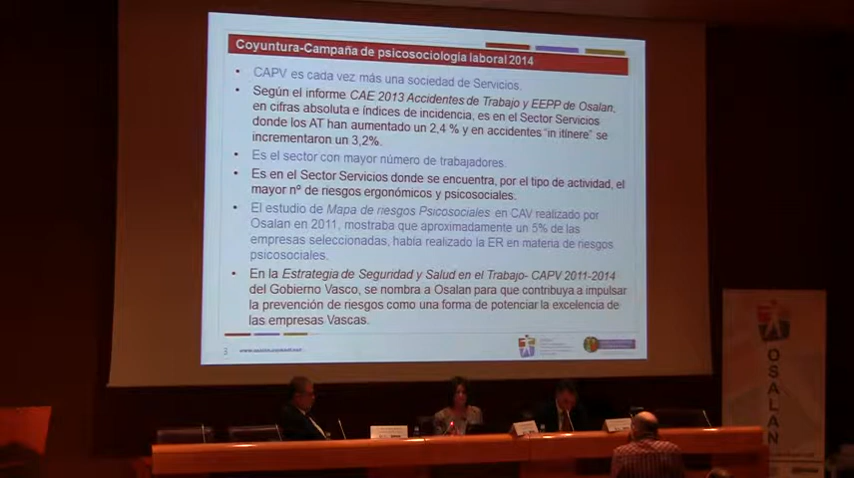 Coyuntura-Campaña de psicosociología laboral 2014
• CAPV es cada vez más una sociedad de Servicios.
• Según el informe CAE 2013 Accidentes de Trabajo y EEPP de Osalan,
en cifras absoluta e índices de incidencia, es en el Sector Servicios
donde los AT han aumentado un 2,4 % y en accidentes “in itinere” se
incrementaron un 3,2%.
• Es el sector con mayor número de trabajadores.
• Es en el Sector Servicios donde se encuentra, por el tipo de actividad, el
mayor nº de riesgos ergonómicos y psicosociales.
• El estudio de Mapa de riesgos Psicosociales en CAV realizado por
Osalan en 2011, mostraba que aproximadamente un 5% de las
empresas seleccionadas, había realizado la ER en materia de riesgos
psicosociales.
• En la Estrategia de Seguridad y Salud en el Trabajo- CAPV 2011-2014
del Gobierno Vasco, se nombra a Osalan para que contribuya a impulsar
la prevención de riesgos como una forma de potenciar la excelencia de
las empresas Vascas.
OSALAN